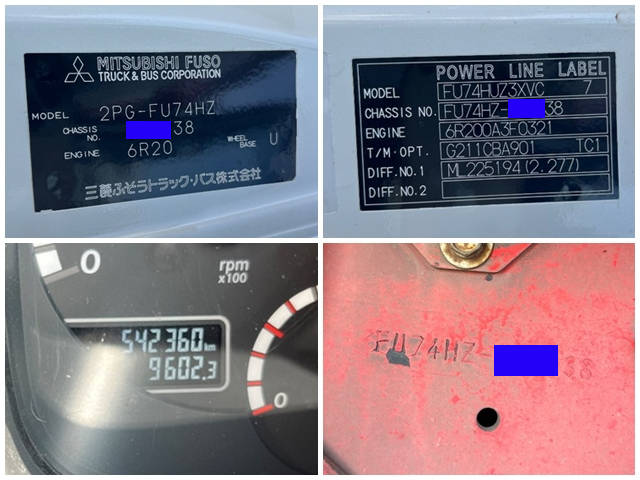 MITSUBISHI FUSO
TRUCK & BUS CORPORATION
MODEL 2PG-FU74HZ
CHASSIS NO. 38
ENGINE 6R20 WHEEL BASE U
三菱ふそうトラック・バス株式会社
POWER LINE LABEL
MODEL FU74HUZ3XVC 7
CHASSIS NO. FU74HZ- 38
ENGINE 6R200A3F0321
T/M・OPT. G211CBA901 TC1
DIFF.NO.1 ML225194(2.277)
DIFF.NO.2
0
rpm
x100
542360 km
9602.3
0
FU74HZ- 38